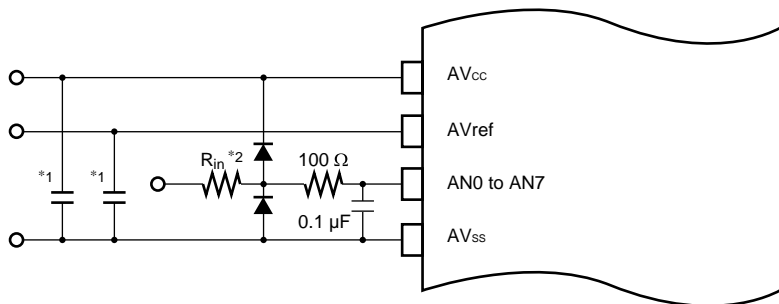 AVCC
AVref
Rin *2
100 Ω
*1
*1
AN0 to AN7
0.1 µF
AVSS